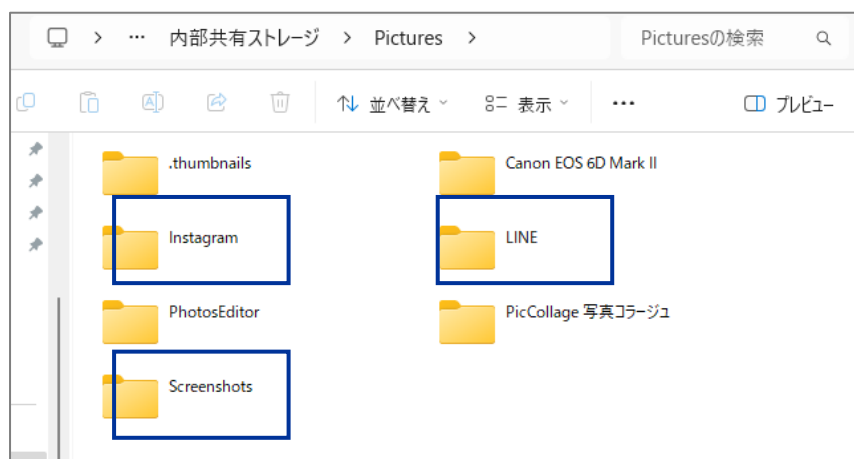 … 内部共有ストレージ > Pictures > Picturesの検索
並べ替え 表示 … プレビュー
.thumbnails Canon EOS 6D Mark II
Instagram LINE
PhotosEditor PicCollage 写真コラージュ
Screenshots